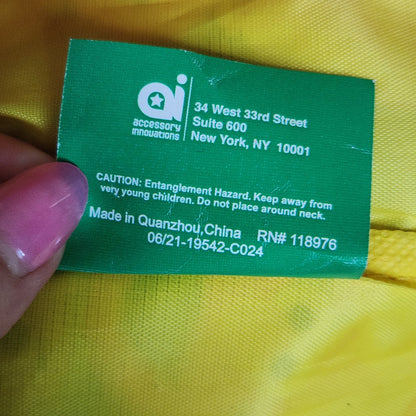 ai
accessory
innovations
34 West 33rd Street
Suite 600
New York, NY 10001
CAUTION: Entanglement Hazard. Keep away from
very young children. Do not place around neck.
Made in Quanzhou,China RN# 118976
06/21-19542-C024